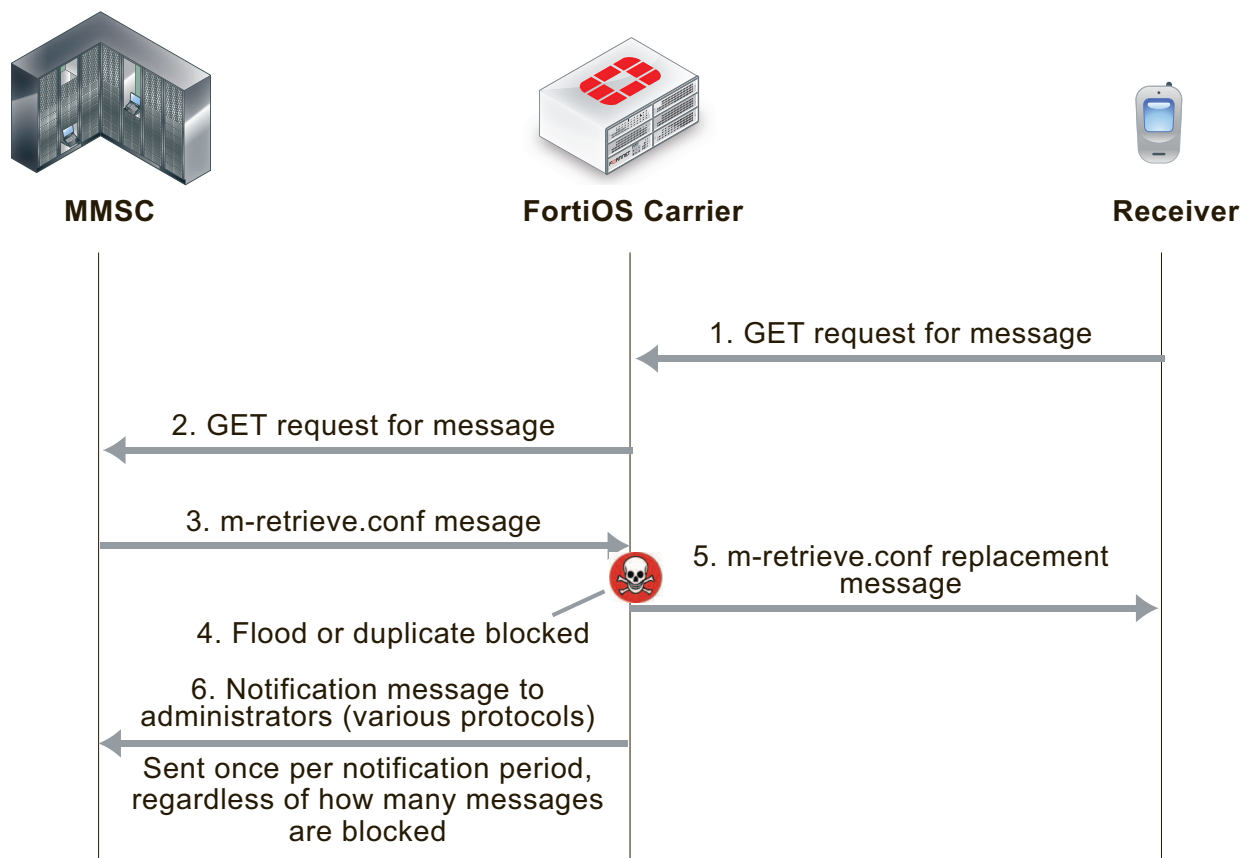 MMSC
FortiOS Carrier
Receiver
1. GET request for message
2. GET request for message
3. m-retrieve.conf mesage
5. m-retrieve.conf replacement
message
4. Flood or duplicate blocked
6. Notification message to
administrators (various protocols)
Sent once per notification period,
regardless of how many messages
are blocked